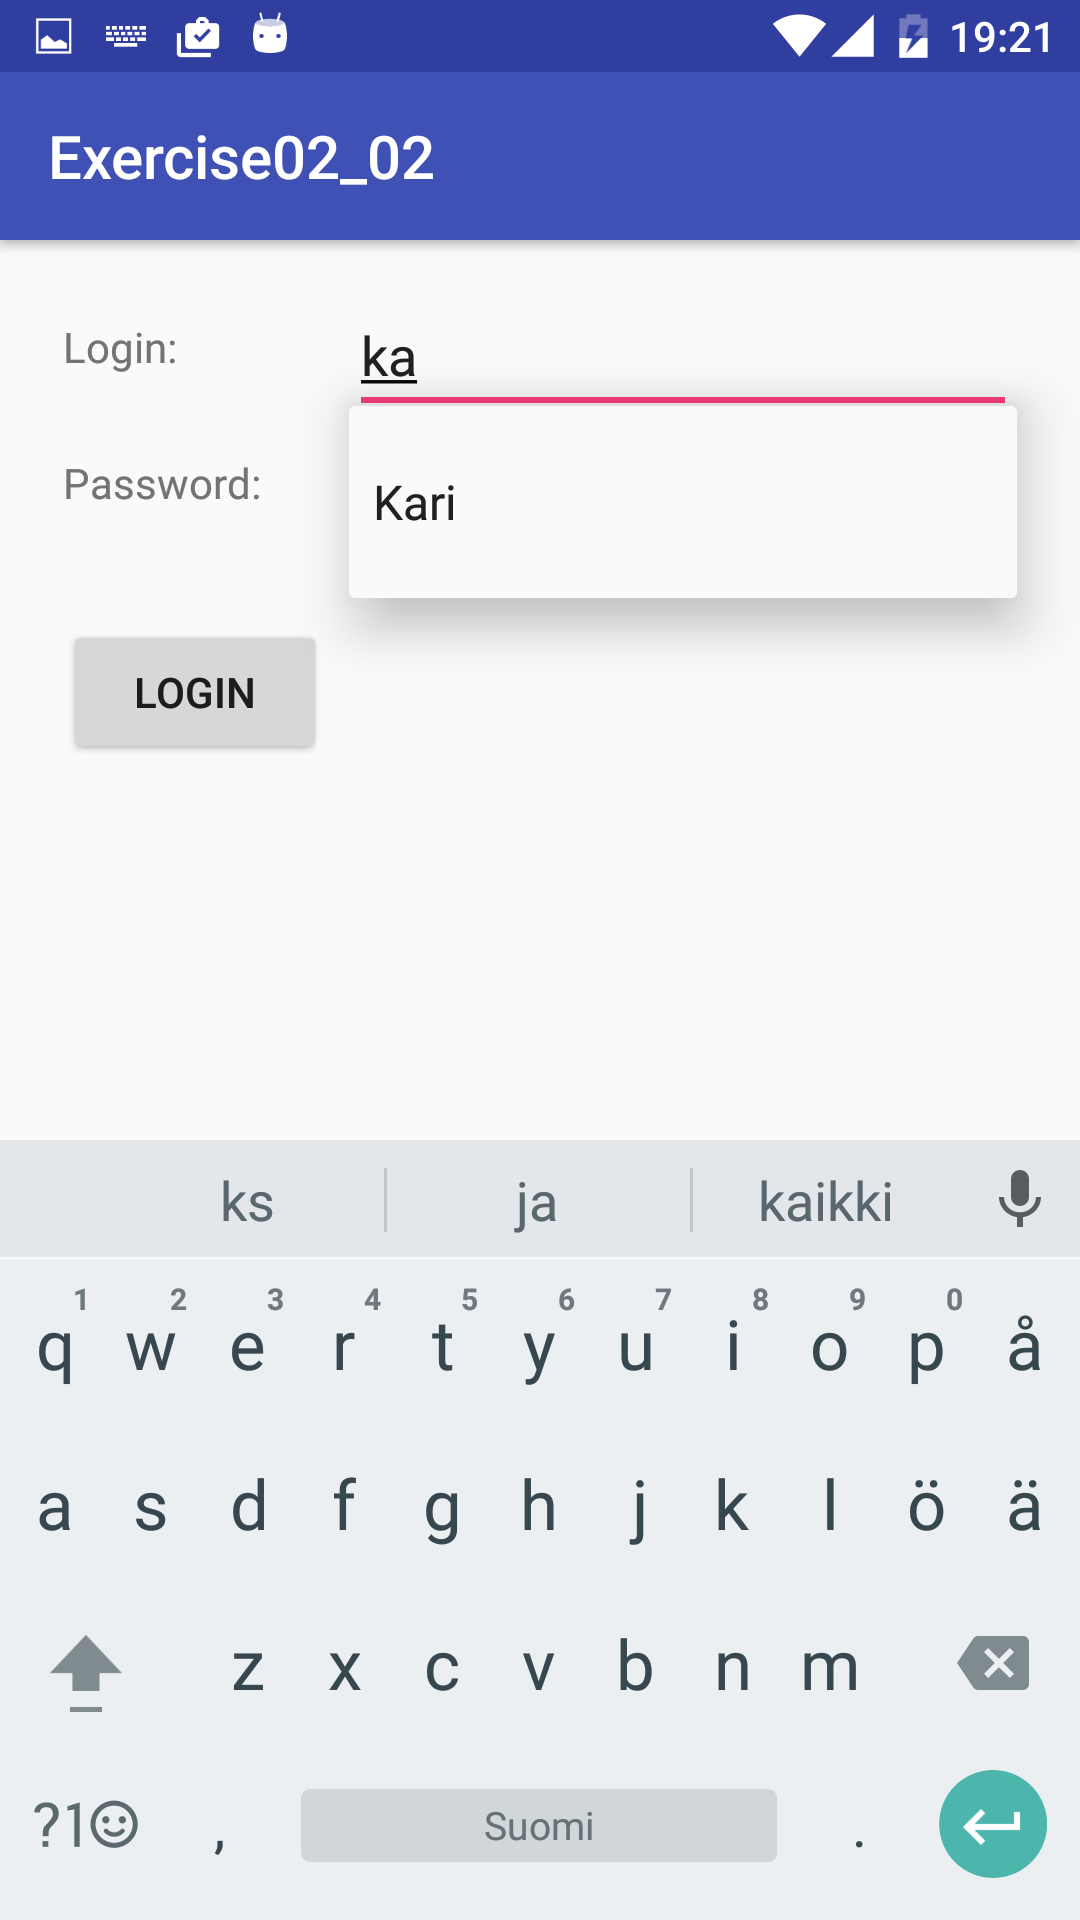 19:21
Exercise02_02
Login: ka
Kari
Password:
LOGIN
ks ja kaikki
1 2 3 4 5 6 7 8 9 0
q w e r t y u i o p å
a s d f g h j k l ö ä
z x c v b n m
?1☺ , Suomi .